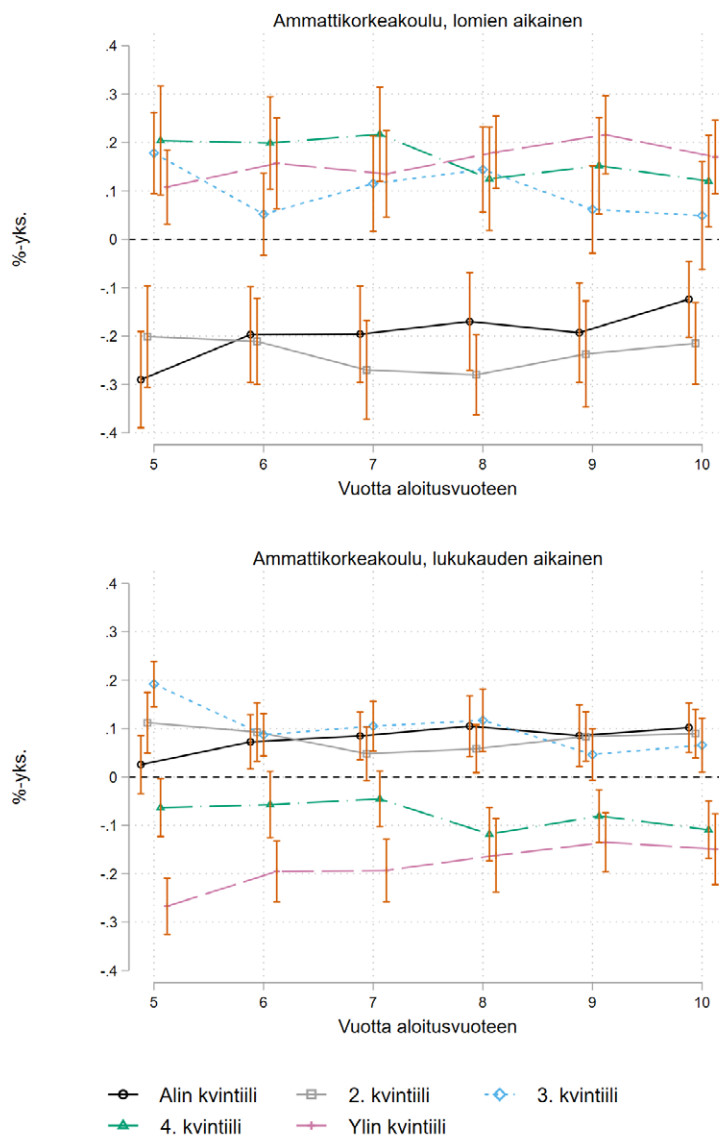 Ammattikorkeakoulu, lomien aikainen
.4
.3
.2
.1
0
-.1
-.2
-.3
-.4
%-yks.
5 6 7 8 9 10
Vuotta aloitusvuoteen
Ammattikorkeakoulu, lukukauden aikainen
.4
.3
.2
.1
0
-.1
-.2
-.3
-.4
%-yks.
5 6 7 8 9 10
Vuotta aloitusvuoteen
Alin kvintiili 2. kvintiili 3. kvintiili
4. kvintiili Ylin kvintiili